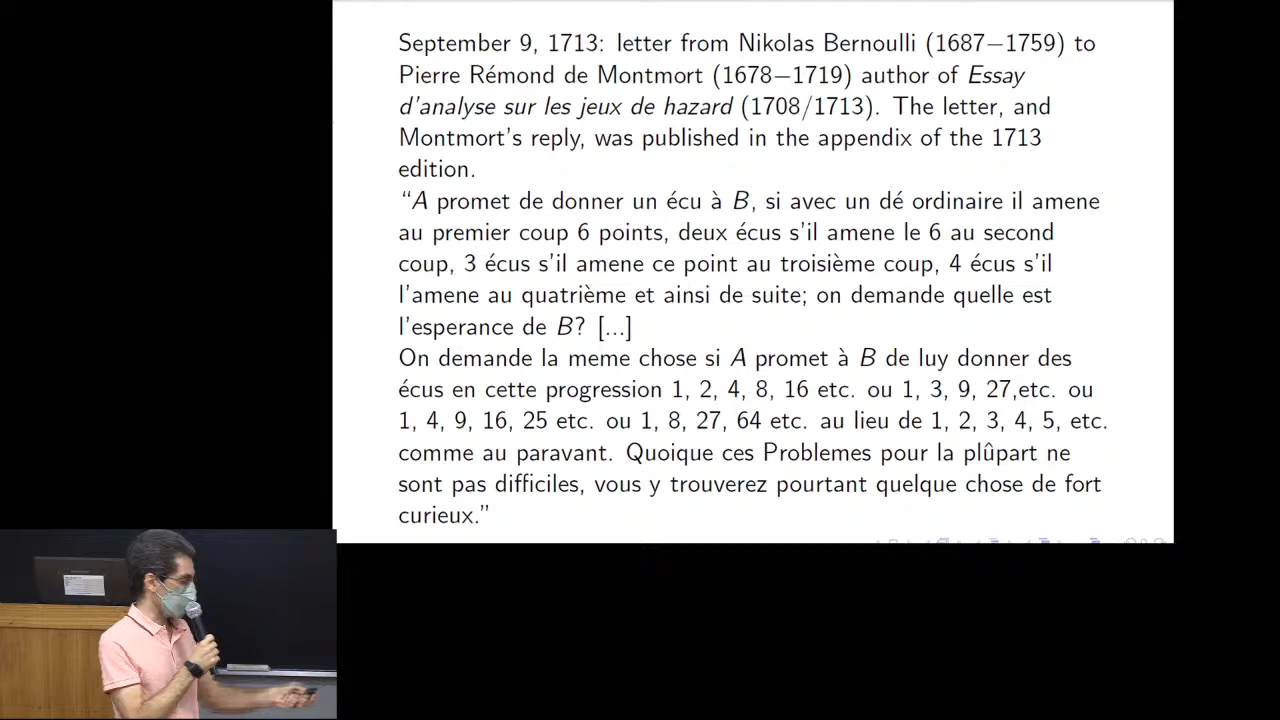 September 9, 1713: letter from Nikolas Bernoulli (1687−1759) to
Pierre Rémond de Montmort (1678−1719) author of Essay
d'analyse sur les jeux de hazard (1708/1713). The letter, and
Montmort's reply, was published in the appendix of the 1713
edition.
“A promet de donner un écu à B, si avec un dé ordinaire il amene
au premier coup 6 points, deux écus s'il amene le 6 au second
coup, 3 écus s'il amene ce point au troisième coup, 4 écus s'il
l'amene au quatrième et ainsi de suite; on demande quelle est
l'esperance de B? [...]
On demande la meme chose si A promet à B de luy donner des
écus en cette progression 1, 2, 4, 8, 16 etc. ou 1, 3, 9, 27,etc. ou
1, 4, 9, 16, 25 etc. ou 1, 8, 27, 64 etc. au lieu de 1, 2, 3, 4, 5, etc.
comme au paravant. Quoique ces Problemes pour la plûpart ne
sont pas difficiles, vous y trouverez pourtant quelque chose de fort
curieux.”